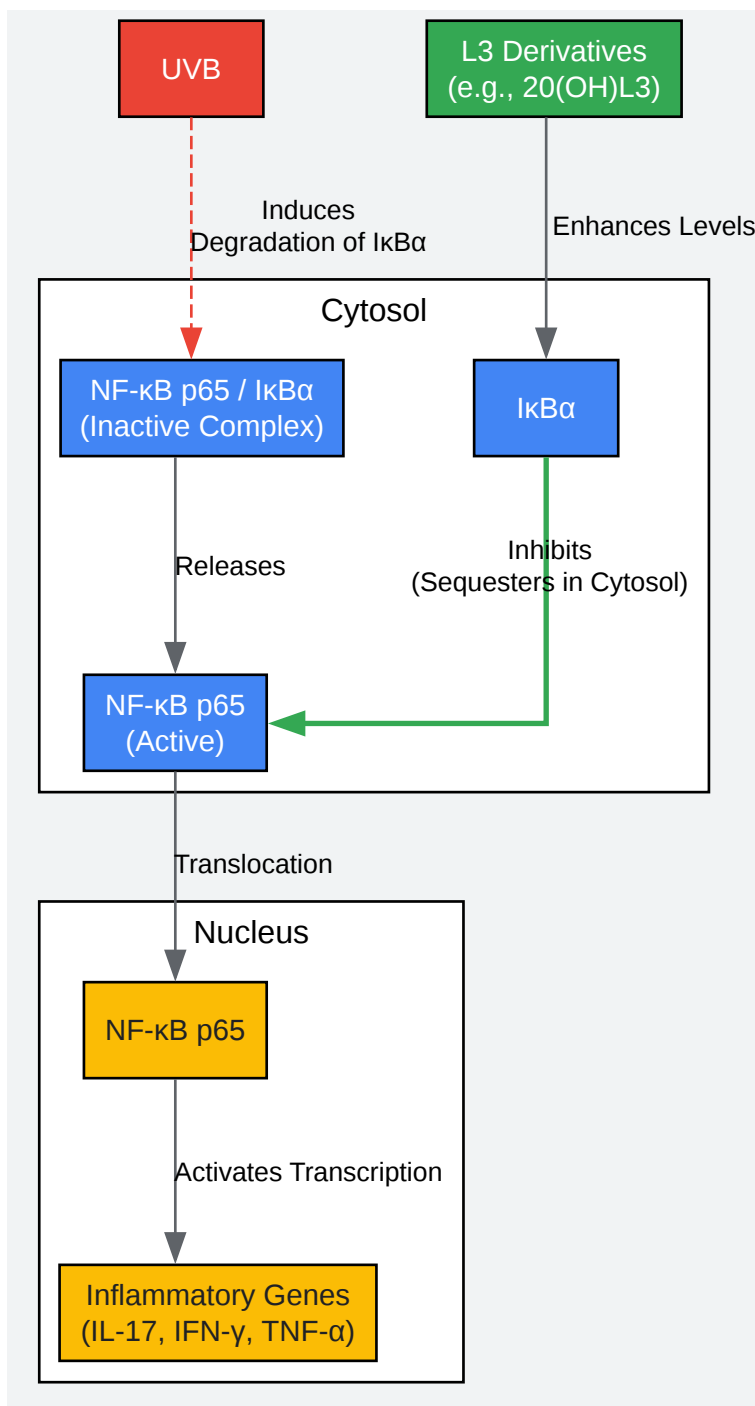 UVB
L3 Derivatives
(e.g., 20(OH)L3)
Induces
Degradation of IκBα
Enhances Levels
Cytosol
NF-κB p65 / IκBα
(Inactive Complex)
IκBα
Releases
Inhibits
(Sequesters in Cytosol)
NF-κB p65
(Active)
Translocation
Nucleus
NF-κB p65
Activates Transcription
Inflammatory Genes
(IL-17, IFN-γ, TNF-α)